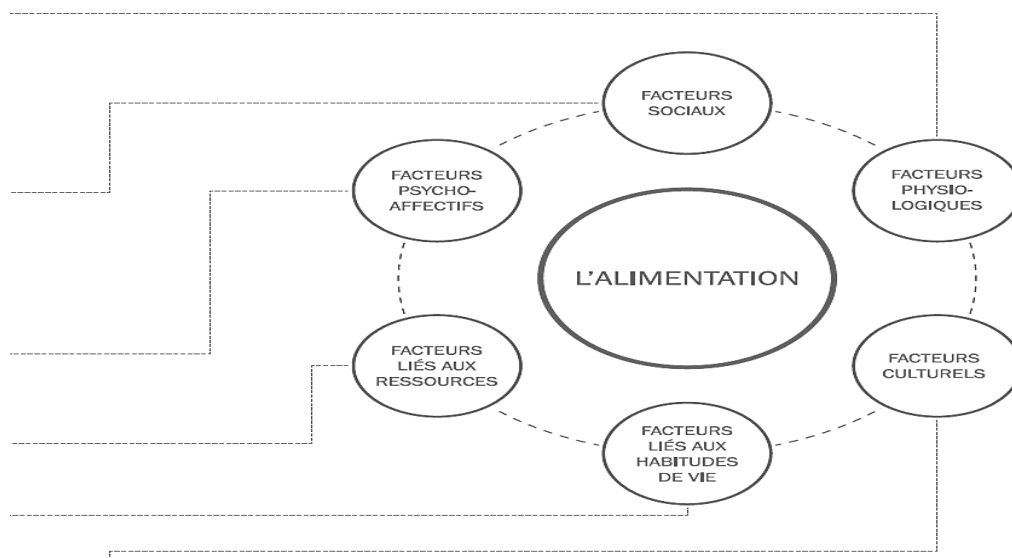 FACTEURS
SOCIAUX
FACTEURS
PSYCHO-
AFFECTIFS
FACTEURS
PHYSIO-
LOGIQUES
L'ALIMENTATION
FACTEURS
LIÉS AUX
RESSOURCES
FACTEURS
CULTURELS
FACTEURS
LIÉS AUX
HABITUDES
DE VIE